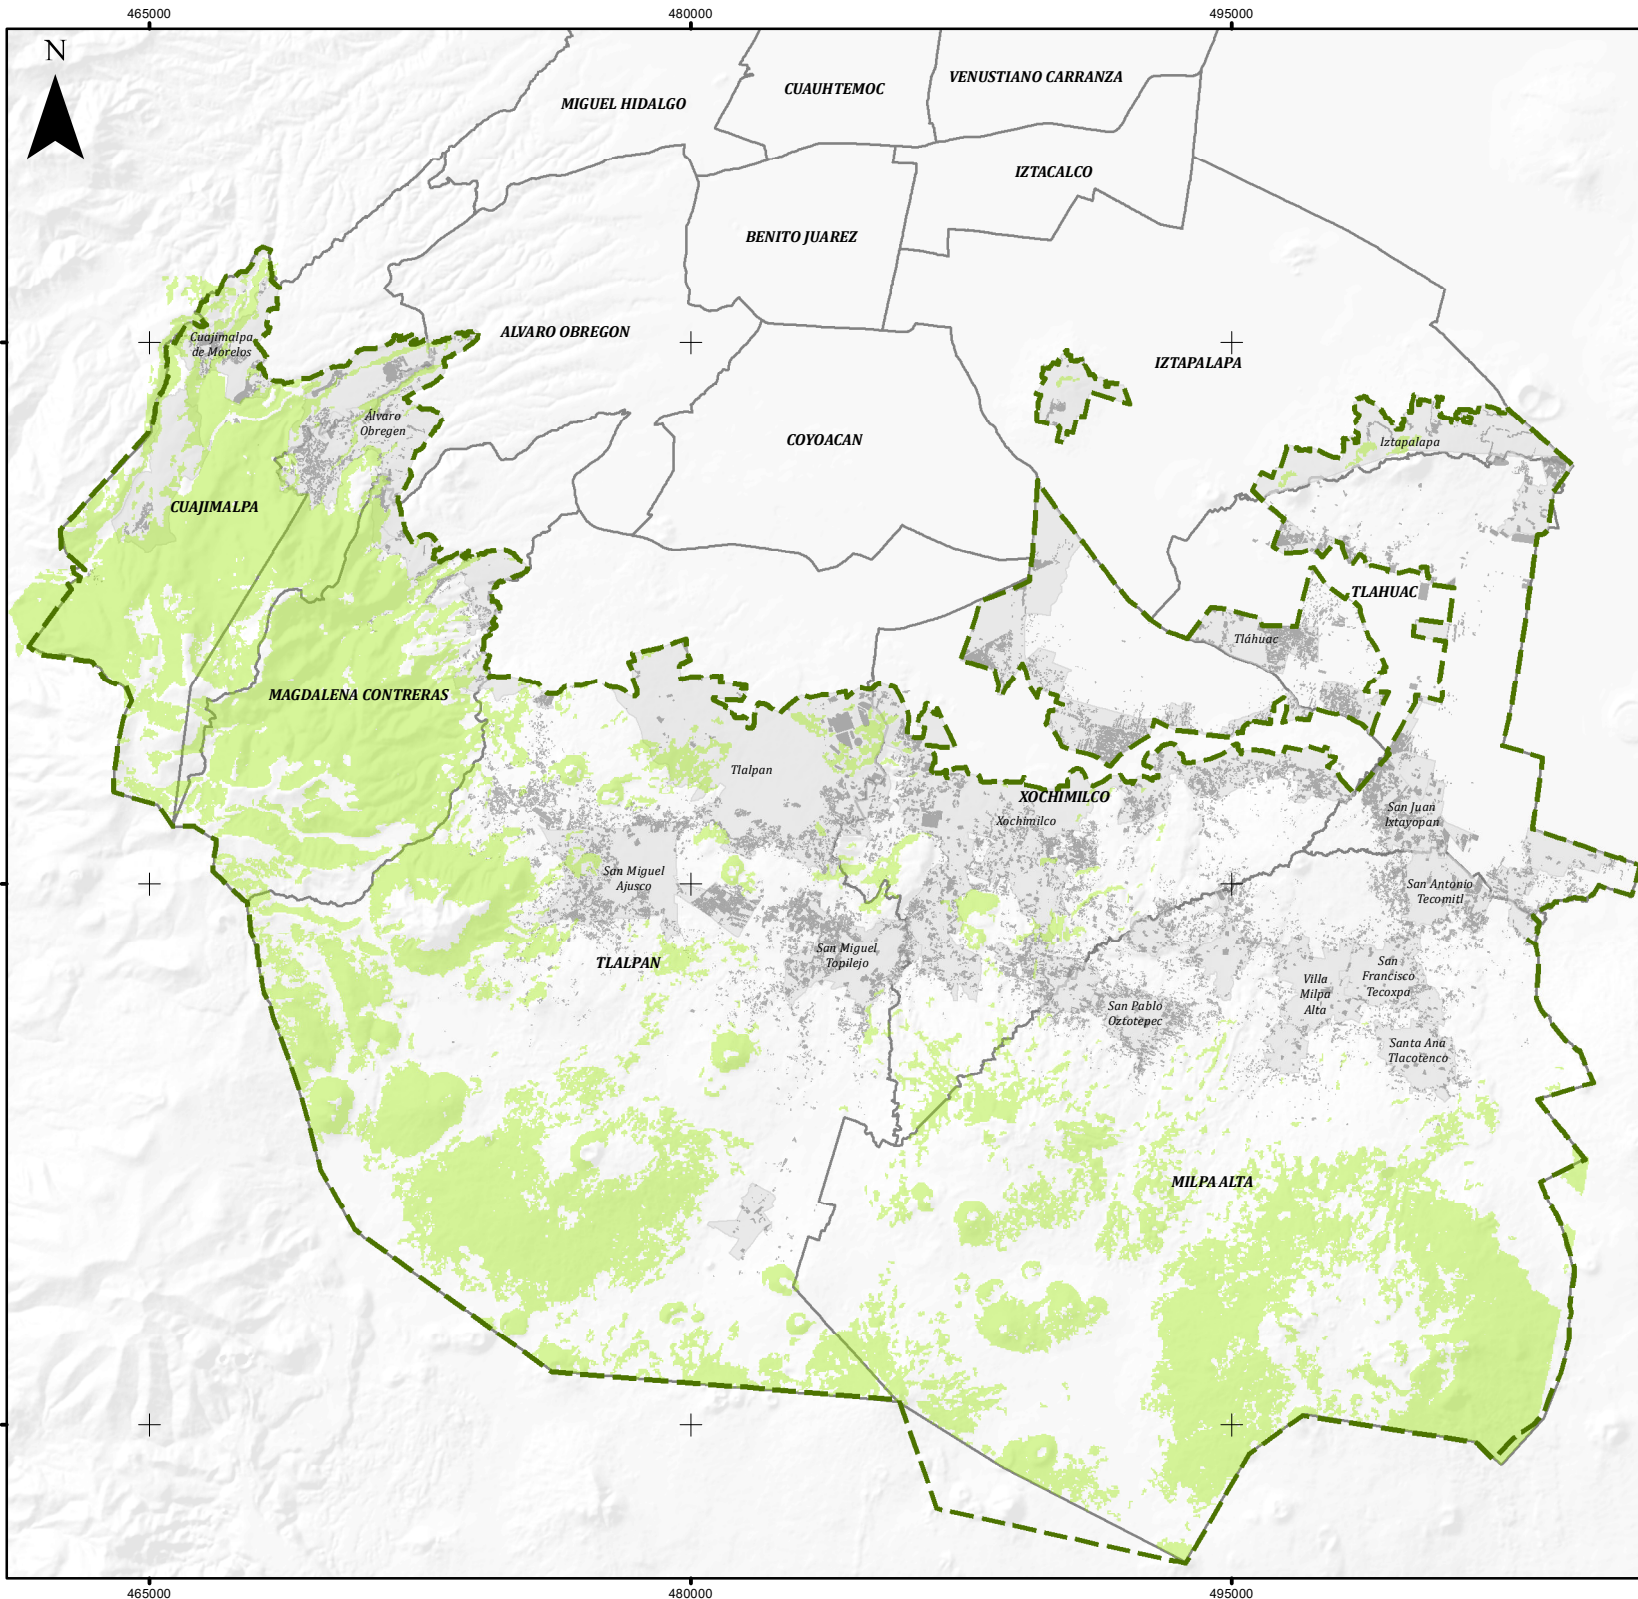 465000
480000
495000
N
VENUSTIANO CARRANZA
CUAUHTEMOC
MIGUEL HIDALGO
IZTACALCO
BENITO JUAREZ
ALVARO OBREGON
Cuajimalpa
de Morelos
IZTAPALAPA
Álvaro
Obregen
COYOACAN
Iztapalapa
CUAJIMALPA
TLAHUAC
Tláhuac
MAGDALENA CONTRERAS
Tlalpan
XOCHIMILCO
Xochimilco
San Juan
Ixtayopan
San Miguel
Ajusco
San Antonio
Tecomitl
San Miguel
Topilejo
TLALPAN
San
Francisco
Tecoxpa
Villa
Milpa
Alta
San Pablo
Oztotepec
Santa Ana
Tlacotenco
MILPA ALTA
465000
480000
495000